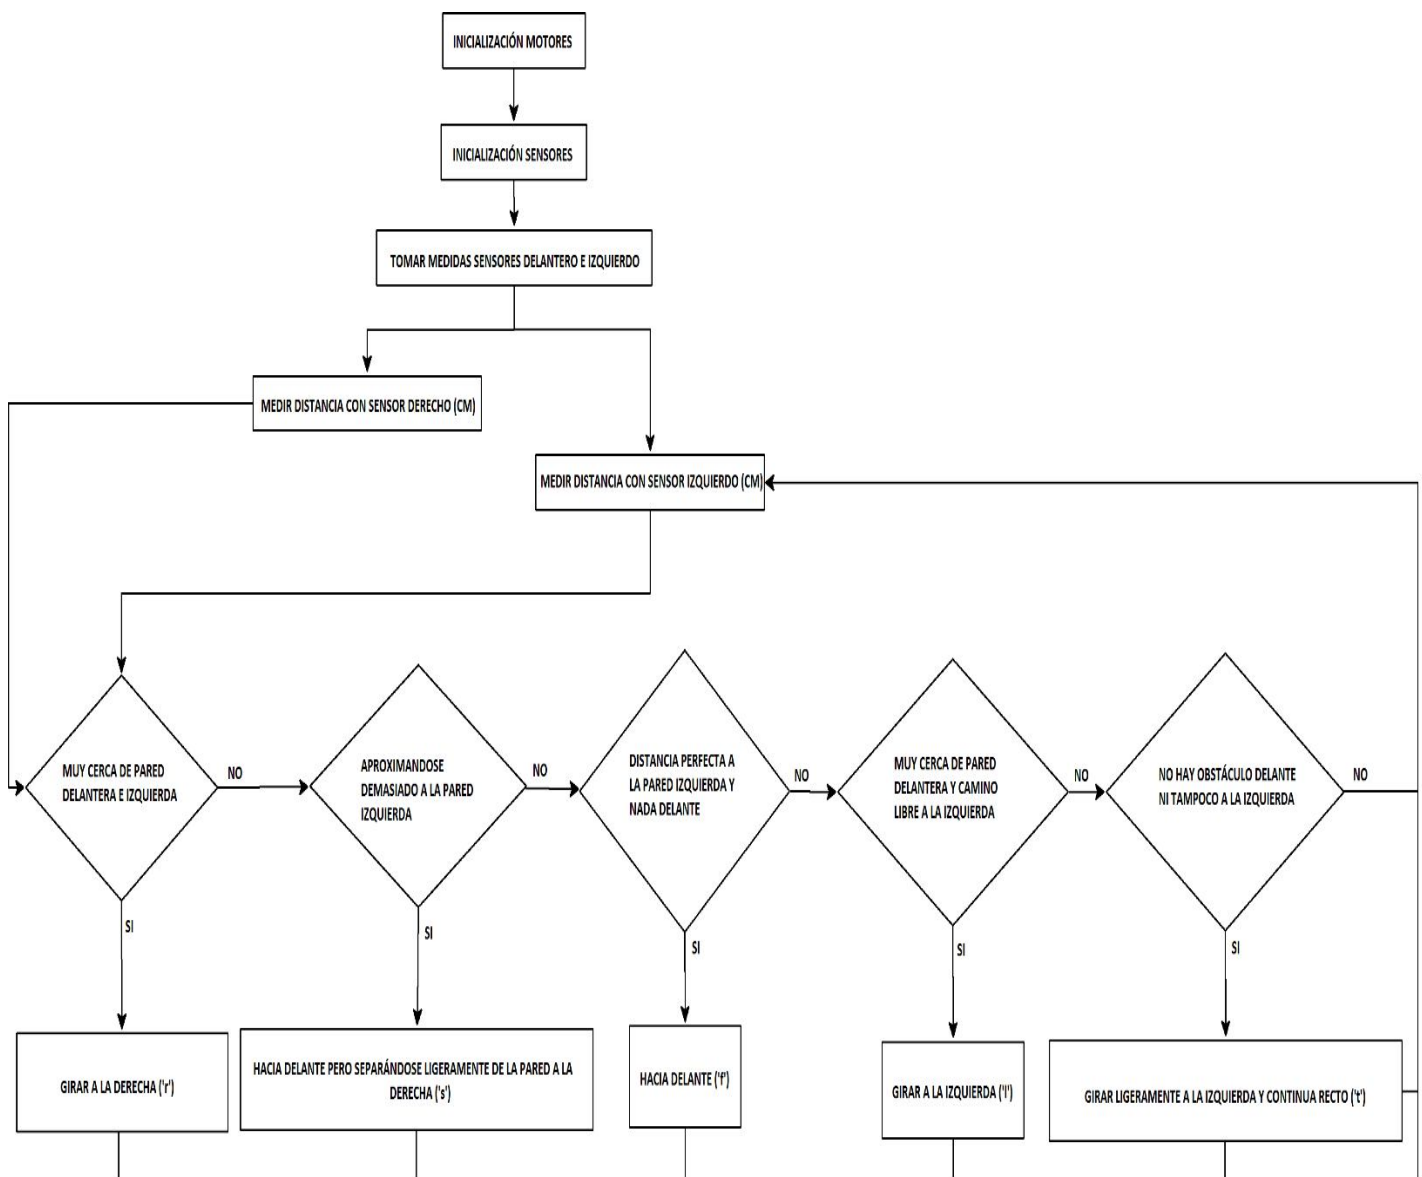 INICIALIZACIÓN MOTORES
INICIALIZACIÓN SENSORES
TOMAR MEDIDAS SENSORES DELANTERO E IZQUIERDO
MEDIR DISTANCIA CON SENSOR DERECHO (CM)
MEDIR DISTANCIA CON SENSOR IZQUIERDO (CM)
MUY CERCA DE PARED
DELANTERA E IZQUIERDA
NO
SI
APROXIMANDOSE
DEMASIADO A LA PARED
IZQUIERDA
NO
SI
DISTANCIA PERFECTA A
LA PARED IZQUIERDA Y
NADA DELANTE
NO
SI
MUY CERCA DE PARED
DELANTERA Y CAMINO
LIBRE A LA IZQUIERDA
NO
SI
NO HAY OBSTÁCULO DELANTE
NI TAMPOCO A LA IZQUIERDA
NO
SI
GIRAR A LA DERECHA ('r')
HACIA DELANTE PERO SEPARÁNDOSE LIGERAMENTE DE LA PARED A LA
DERECHA ('s')
HACIA DELANTE ('f')
GIRAR A LA IZQUIERDA ('l')
GIRAR LIGERAMENTE A LA IZQUIERDA Y CONTINUA RECTO ('t')